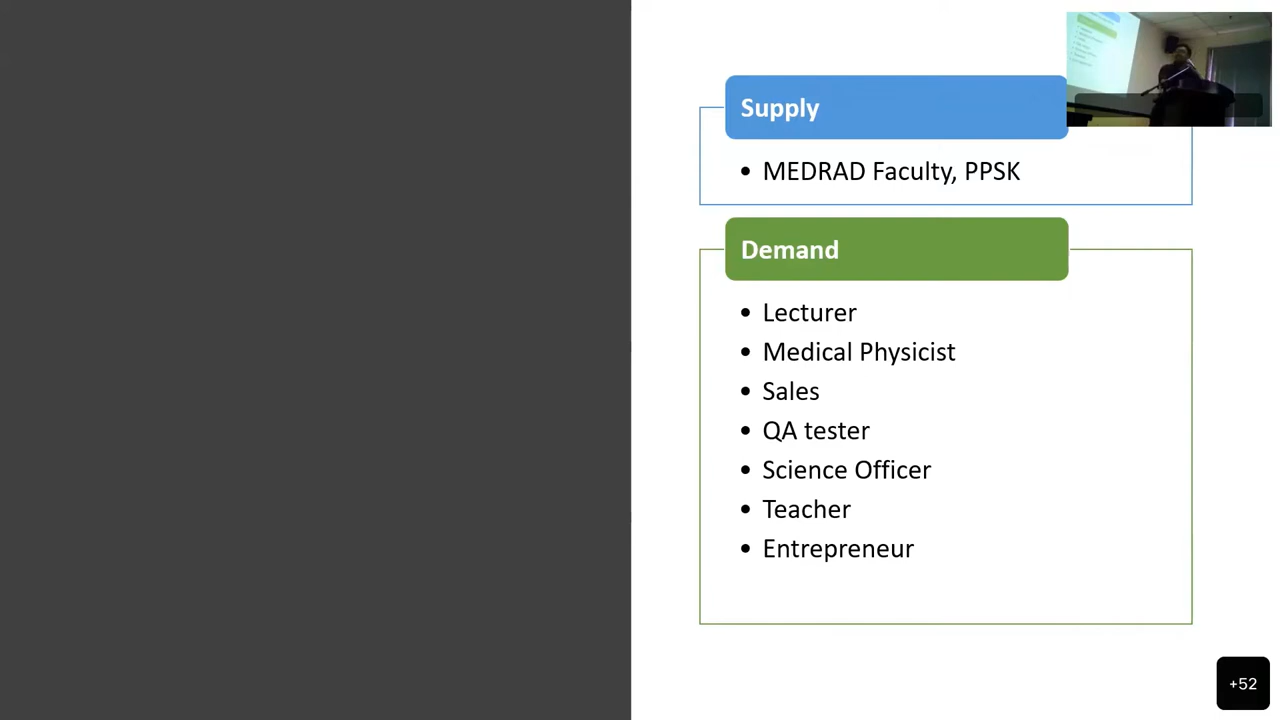 Supply
• MEDRAD Faculty, PPSK
Demand
• Lecturer
• Medical Physicist
• Sales
• QA tester
• Science Officer
• Teacher
• Entrepreneur
+52